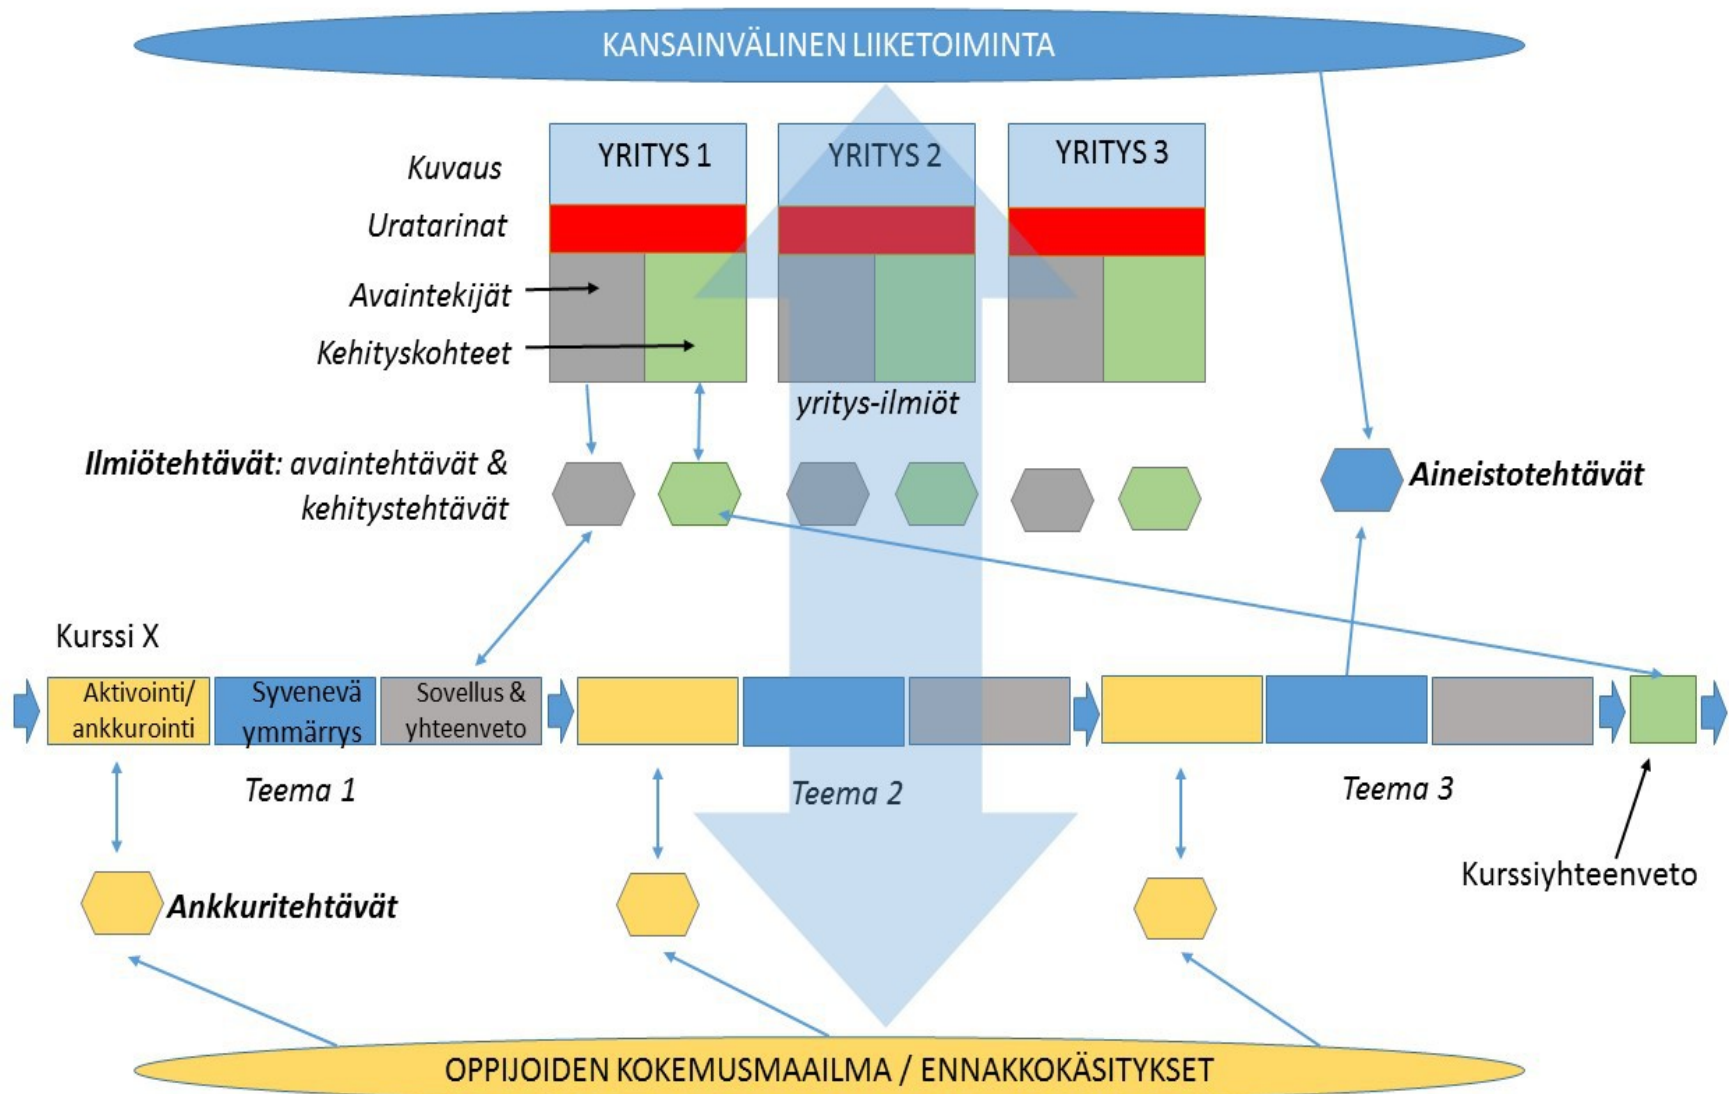 KANSAINVÄLINEN LIIKETOIMINTA
YRITYS 1
YRITYS 2
YRITYS 3
Kuvaus
Uratarinat
Avaintekijät
Kehityskohteet
yritys-ilmiöt
Ilmiötehtävät: avaintehtävät &
kehitystehtävät
Aineistotehtävät
Kurssi X
Aktivointi/
ankkurointi
Syvenevä
ymmärrys
Sovellus &
yhteenveto
Teema 1
Teema 2
Teema 3
Kurssiyhteenveto
Ankkuritehtävät
OPPIJOIDEN KOKEMUSMAAILMA / ENNAKKOKÄSITYKSET